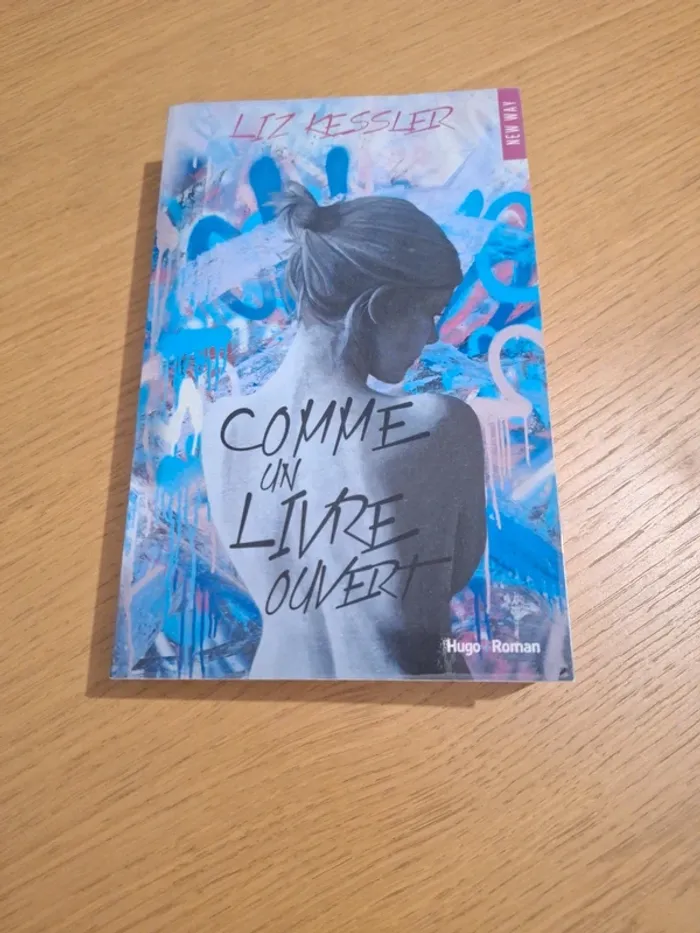 LIZ KESSLER
NEW WAY
COMME
UN
LIVRE
OUVERT
Hugo Roman